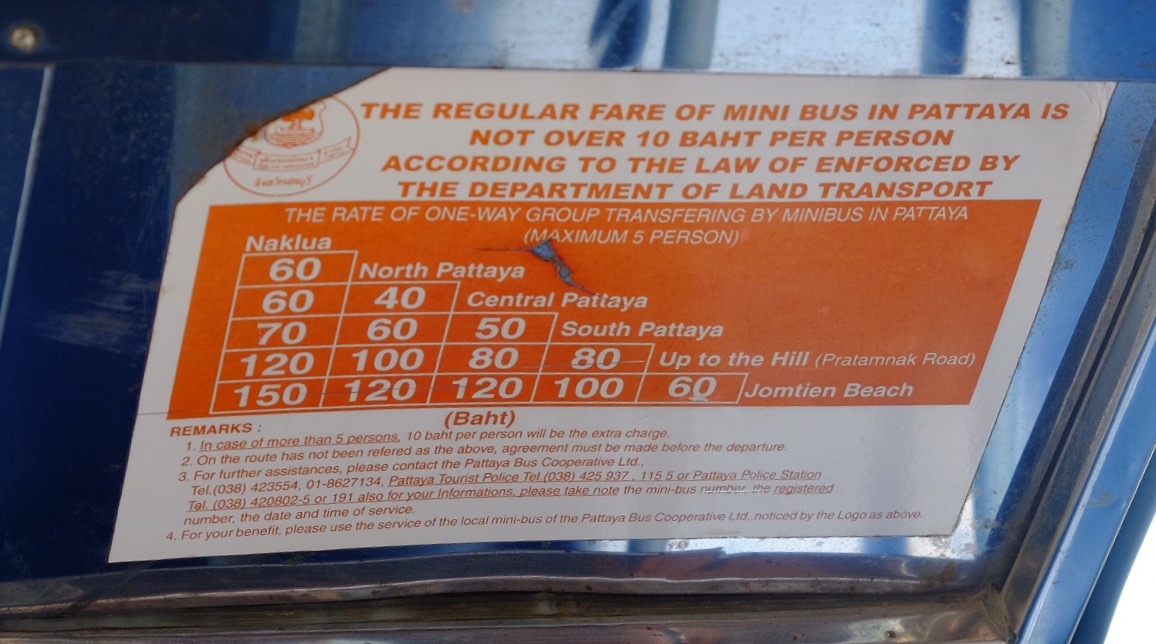 THE REGULAR FARE OF MINI BUS IN PATTAYA IS
NOT OVER 10 BAHT PER PERSON
ACCORDING TO THE LAW OF ENFORCED BY
THE DEPARTMENT OF LAND TRANSPORT
THE RATE OF ONE-WAY GROUP TRANSFERING BY MINIBUS IN PATTAYA
(MAXIMUM 5 PERSON)
Naklua
60 North Pattaya
60 40 Central Pattaya
70 60 50 South Pattaya
120 100 80 80 Up to the Hill (Pratamnak Road)
150 120 120 100 60 Jomtien Beach
(Baht)
REMARKS :
1. In case of more than 5 persons, 10 baht per person will be the extra charge.
2. On the route has not been refered as the above, agreement must be made before the departure.
3. For further assistances, please contact the Pattaya Bus Cooperative Ltd.,
Tel.(038) 423554, 01-8627134, Pattaya Tourist Police Tel.(038) 425 937 , 115 5 or Pattaya Police Station
Tel. (038) 420802-5 or 191 also for your Informations, please take note the mini-bus number, the registered
number, the date and time of service.
4. For your benefit, please use the service of the local mini-bus of the Pattaya Bus Cooperative Ltd.,noticed by the Logo as above.